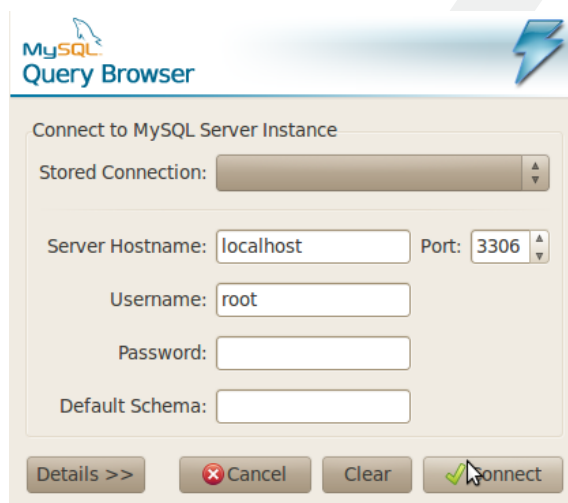 MySQL
Query Browser
Connect to MySQL Server Instance
Stored Connection:
Server Hostname: localhost Port: 3306
Username: root
Password:
Default Schema:
Details >> Cancel Clear Connect